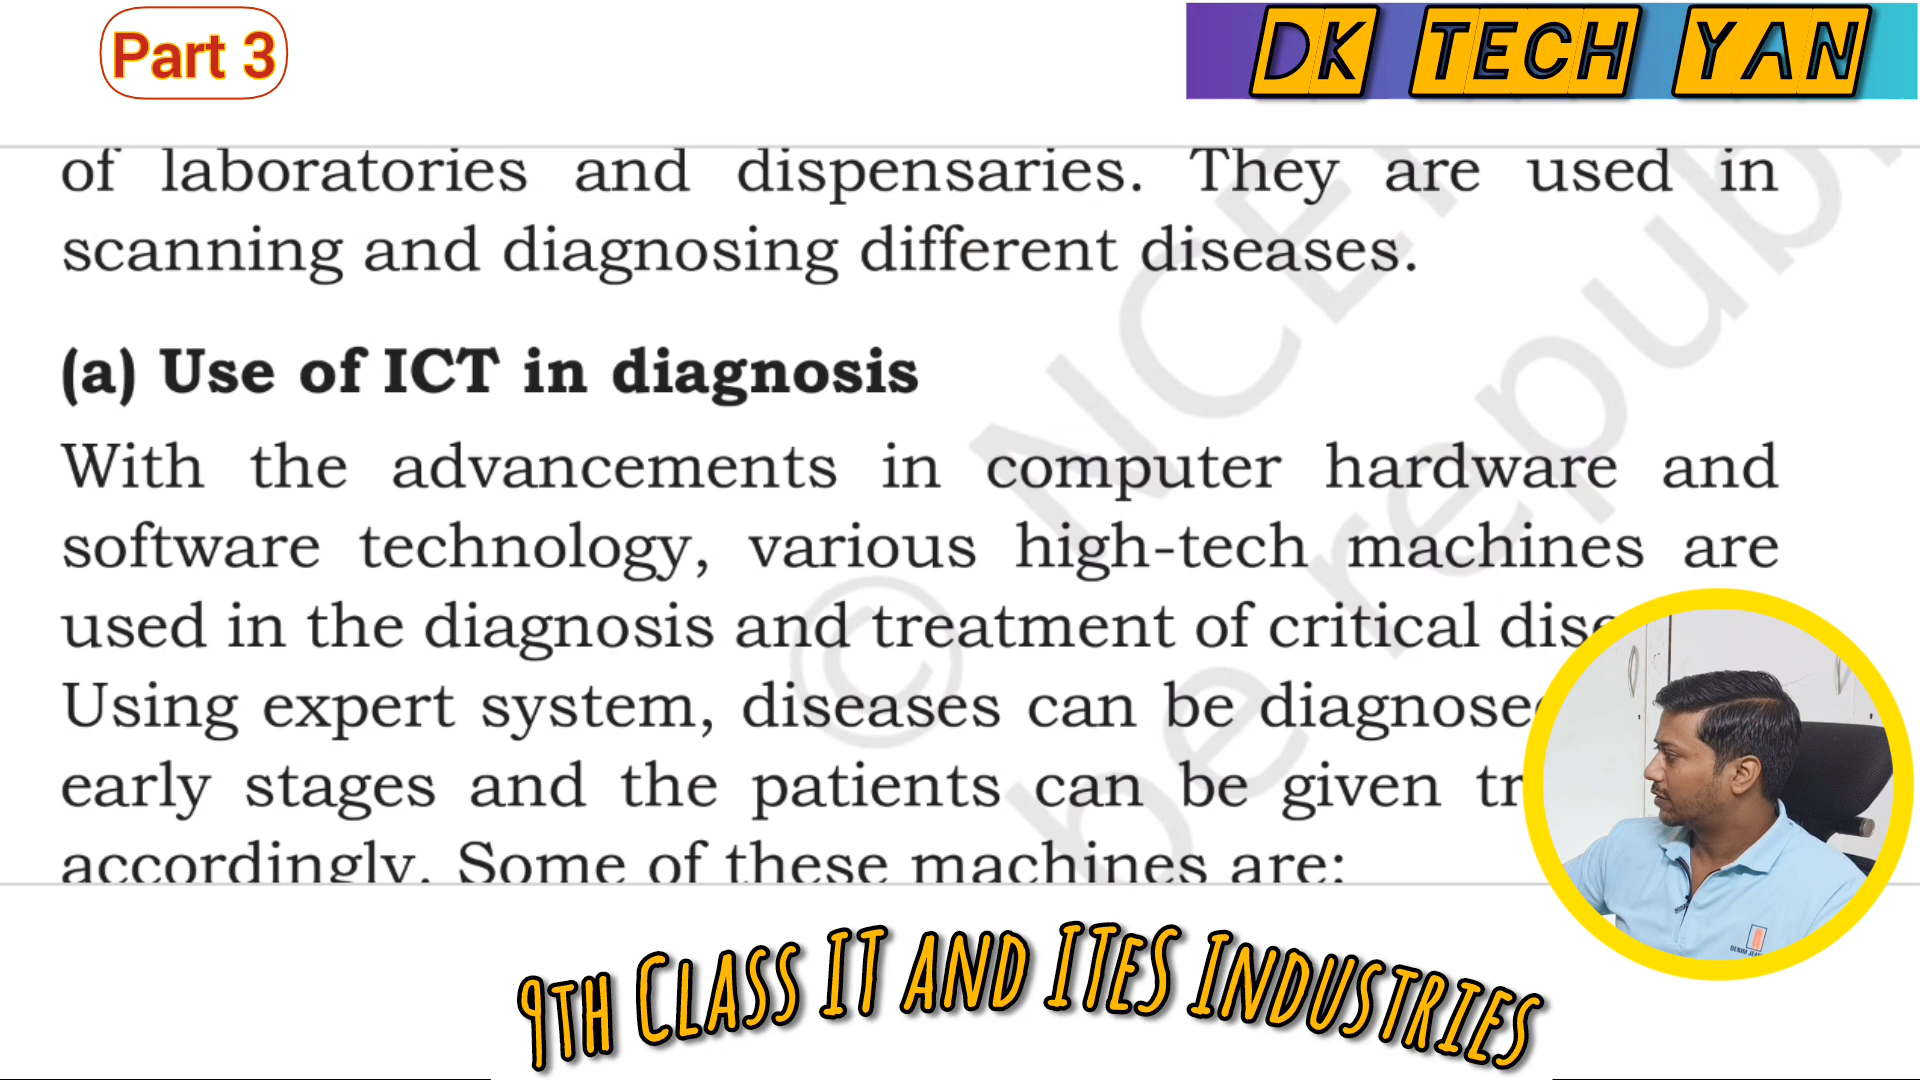 Part 3
DK TECH YAN
of laboratories and dispensaries. They are used in
scanning and diagnosing different diseases.
(a) Use of ICT in diagnosis
With the advancements in computer hardware and
software technology, various high-tech machines are
used in the diagnosis and treatment of critical
Using expert system, diseases can be
early stages and the patients can be given
accordingly. Some of these machines are:
© NCE
be republ
9th Class IT and ITeS Industries